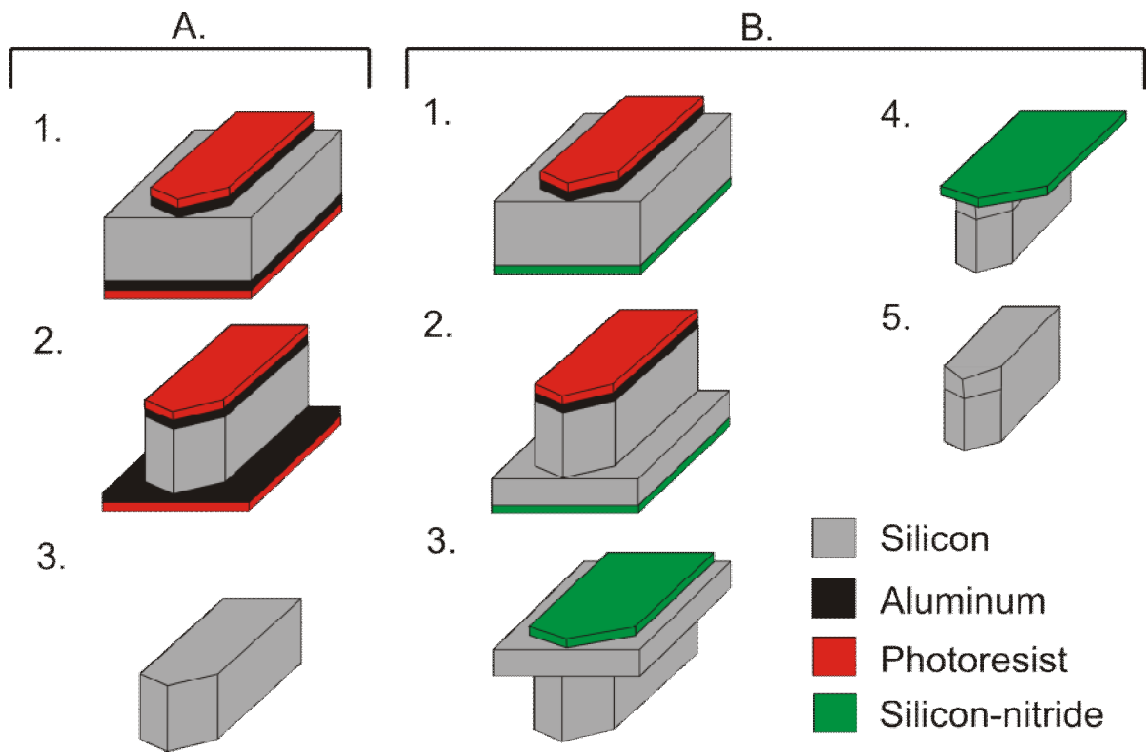 A.
B.
1.
2.
3.
1.
2.
3.
4.
5.
Silicon
Aluminum
Photoresist
Silicon-nitride